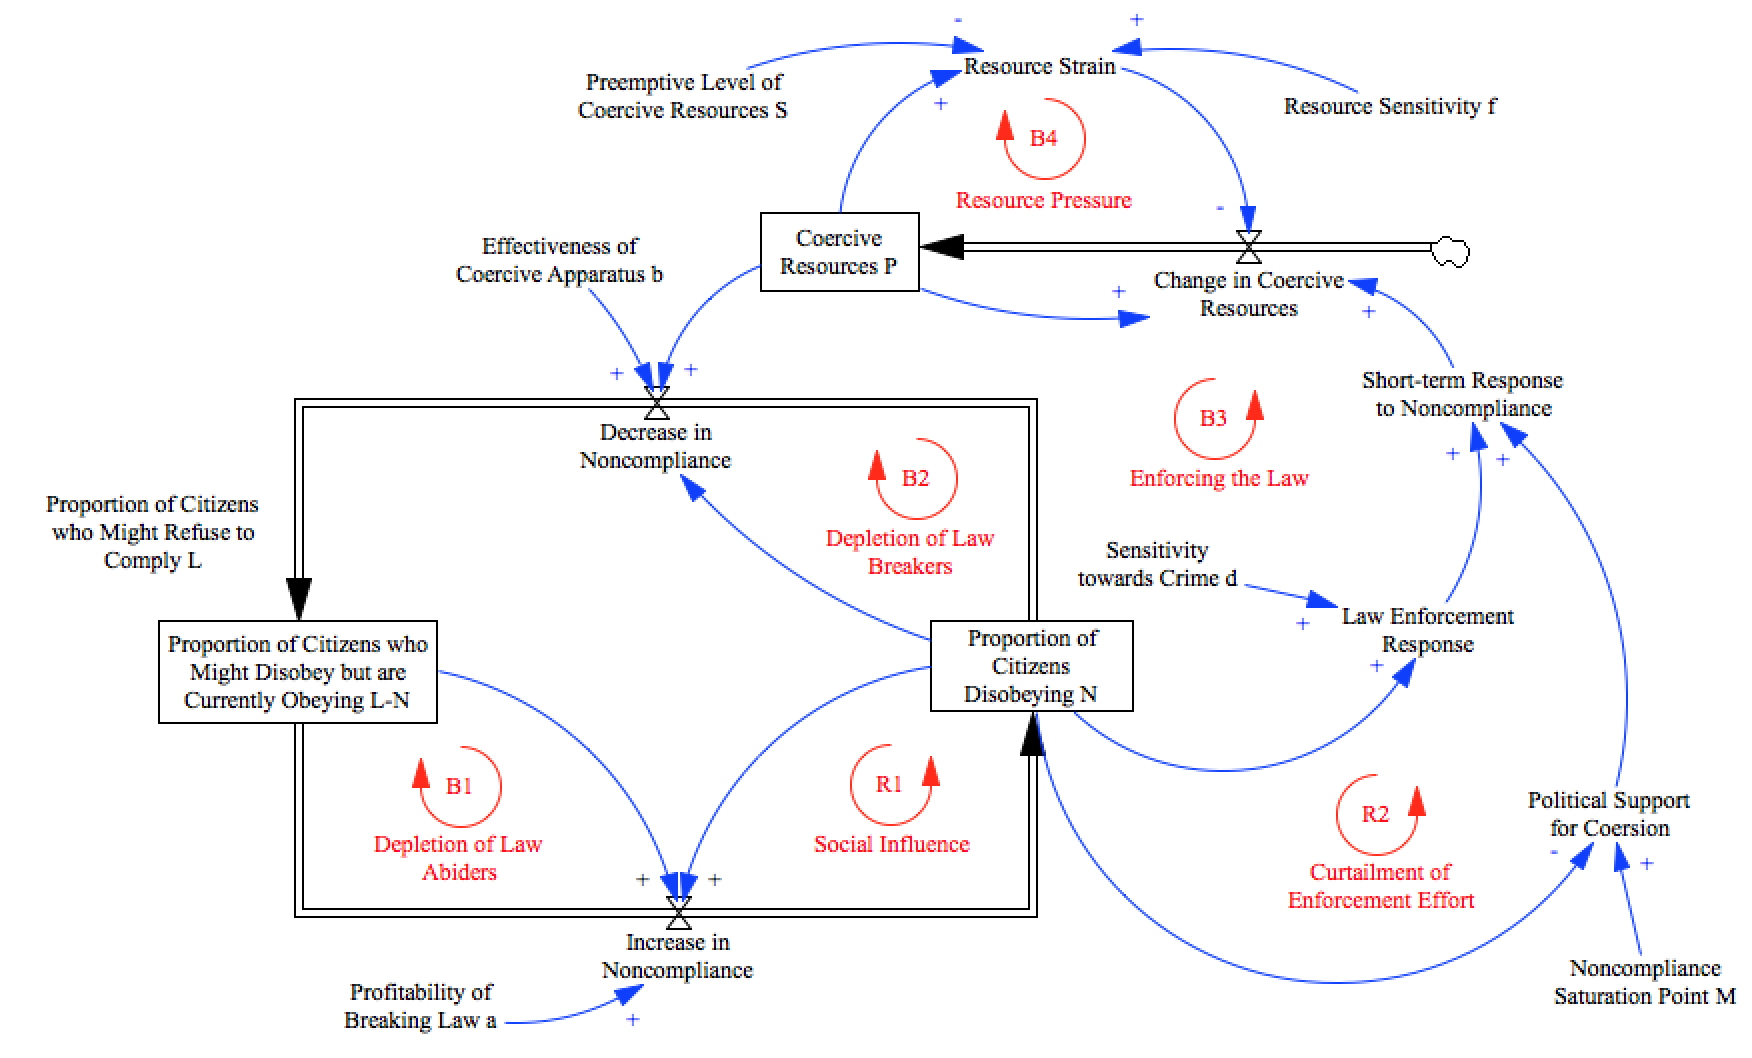 -
+
Resource Strain
Preemptive Level of
Coercive Resources S
+
Resource Sensitivity f
B4
Resource Pressure
-
Effectiveness of
Coercive Apparatus b
Coercive
Resources P
Change in Coercive
Resources
+
+
+
+
Short-term Response
to Noncompliance
B3
Enforcing the Law
Decrease in
Noncompliance
B2
Depletion of Law
Breakers
+
+
Proportion of Citizens
who Might Refuse to
Comply L
Sensitivity
towards Crime d
+
Law Enforcement
Response
+
Proportion of Citizens who
Might Disobey but are
Currently Obeying L-N
Proportion of
Citizens
Disobeying N
B1
Depletion of Law
Abiders
R1
Social Influence
R2
Curtailment of
Enforcement Effort
Political Support
for Coersion
-
+
+
+
Increase in
Noncompliance
Profitability of
Breaking Law a
+
Noncompliance
Saturation Point M